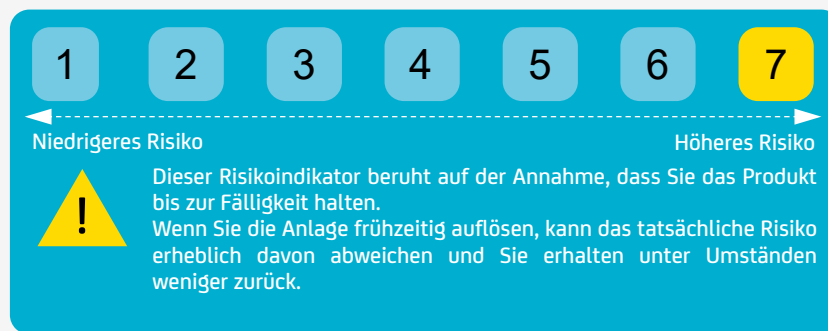 1 2 3 4 5 6 7
Niedrigeres Risiko Höheres Risiko
!
Dieser Risikoindikator beruht auf der Annahme, dass Sie das Produkt
bis zur Fälligkeit halten.
Wenn Sie die Anlage frühzeitig auflösen, kann das tatsächliche Risiko
erheblich davon abweichen und Sie erhalten unter Umständen
weniger zurück.